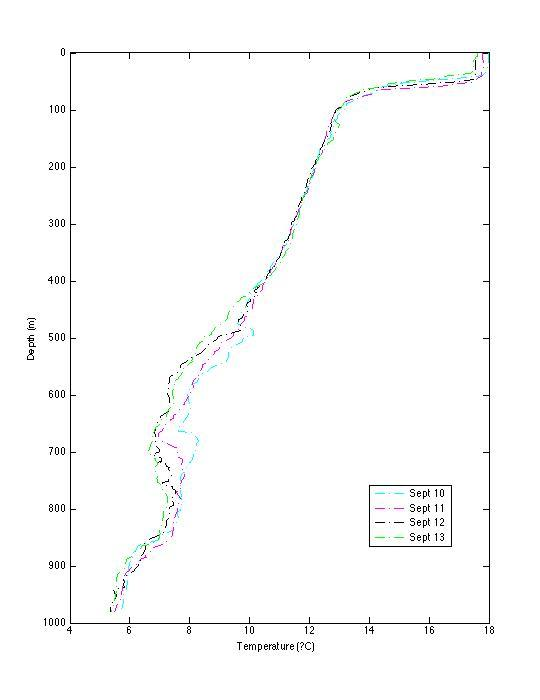 0
100
200
300
400
500
600
700
800
900
1000
Depth (m)
Sept 10
Sept 11
Sept 12
Sept 13
4 6 8 10 12 14 16 18
Temperature (?C)